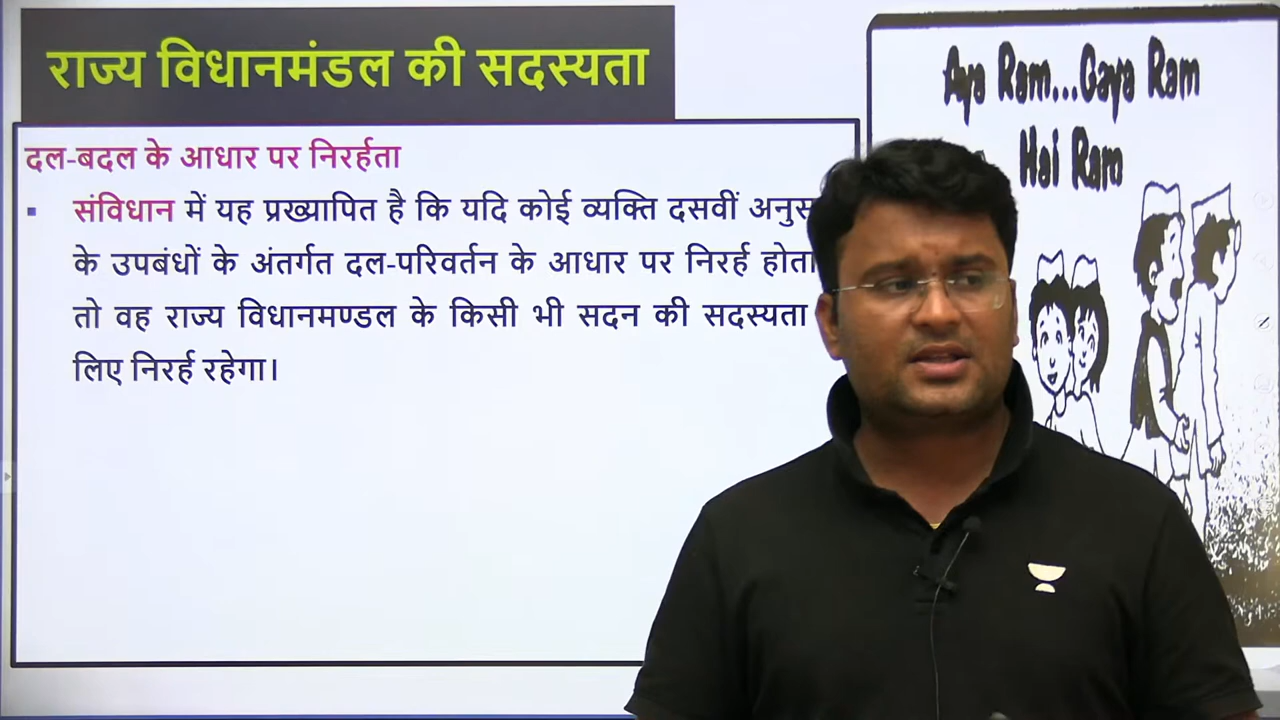 राज्य विधानमंडल की सदस्यता
Aya Ram...Gaya Ram
Hai Ram
दल-बदल के आधार पर निरर्हता
▪ संविधान में यह प्रख्यापित है कि यदि कोई व्यक्ति दसवीं
के उपबंधों के अंतर्गत दल-परिवर्तन के आधार पर निरर्ह होता
तो वह राज्य विधानमण्डल के किसी भी सदन की सदस्यता
लिए निरर्ह रहेगा।